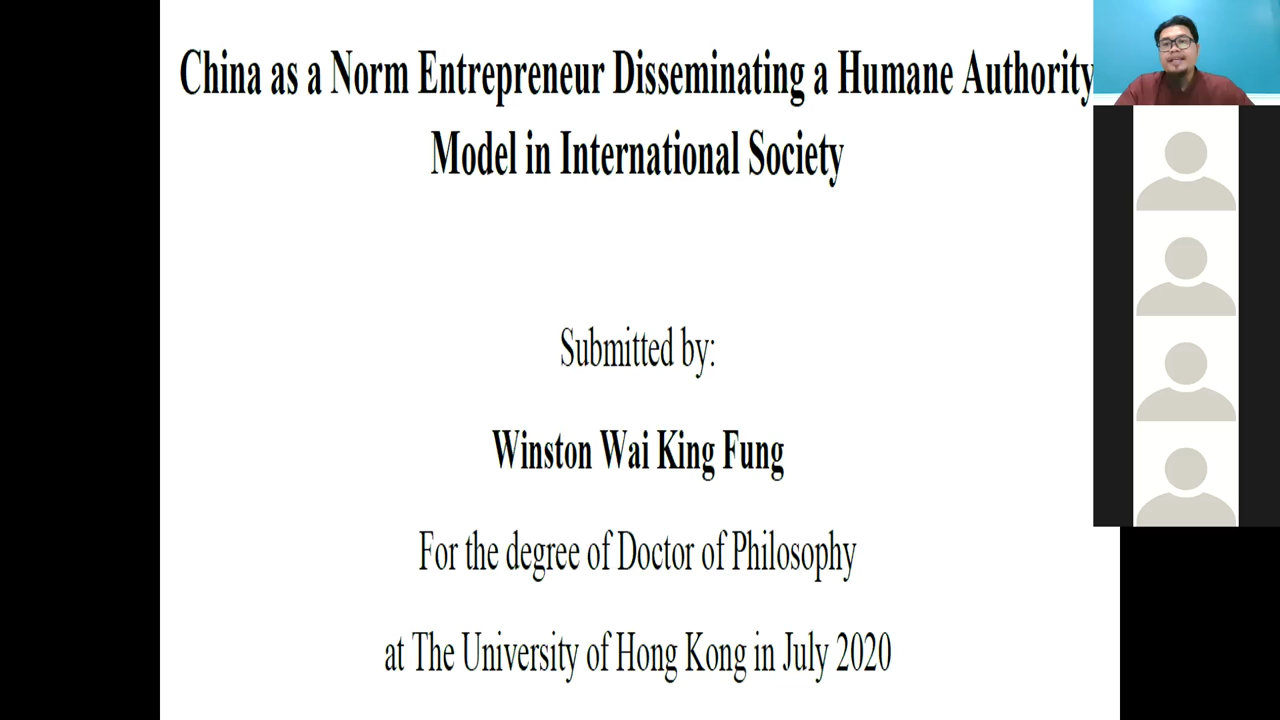 China as a Norm Entrepreneur Disseminating a Humane Authority
Model in International Society
Submitted by:
Winston Wai King Fung
For the degree of Doctor of Philosophy
at The University of Hong Kong in July 2020